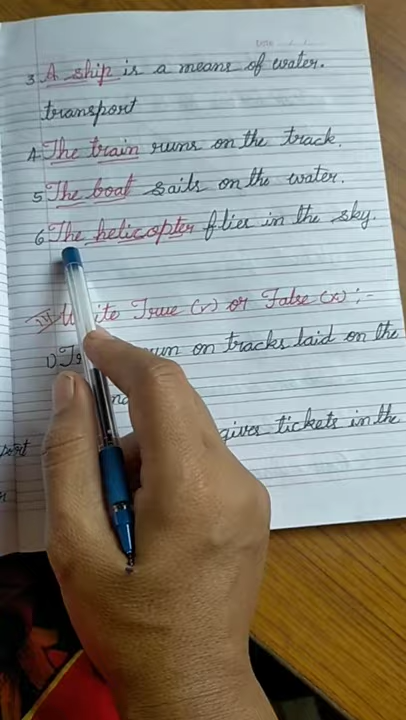 3. A ship is a means of water.
transport
4. The train runs on the track.
5. The boat sails on the water.
6. The helicopter flies in the sky.
Write True (✓) or False (x) :-
1) run on tracks laid on the
gives tickets in the